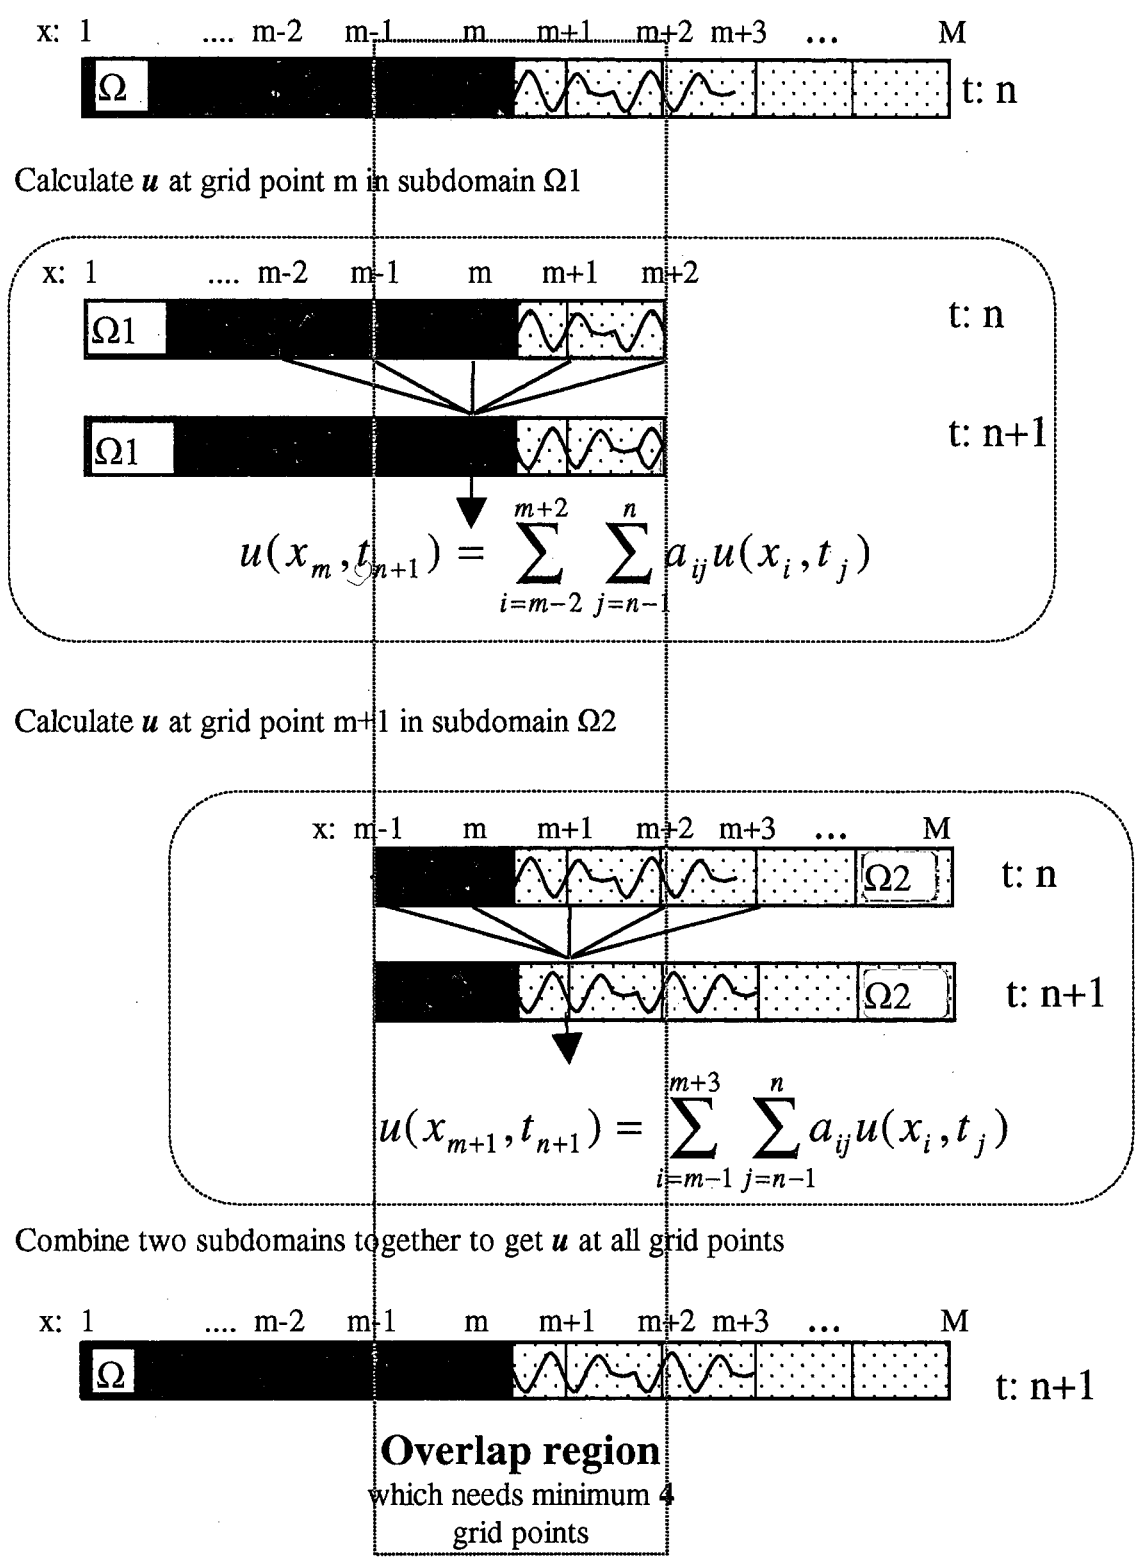 x: 1 .... m-2 m-1 m m+1 m+2 m+3 ... M
Ω t: n
Calculate u at grid point m in subdomain Ω1
x: 1 .... m-2 m-1 m m+1 m+2
Ω1 t: n
Ω1 t: n+1
u(x_m, t_{n+1}) = \sum_{i=m-2}^{m+2} \sum_{j=n-1}^{n} a_{ij} u(x_i, t_j)
Calculate u at grid point m+1 in subdomain Ω2
x: m-1 m m+1 m+2 m+3 ... M
Ω2 t: n
Ω2 t: n+1
u(x_{m+1}, t_{n+1}) = \sum_{i=m-1}^{m+3} \sum_{j=n-1}^{n} a_{ij} u(x_i, t_j)
Combine two subdomains together to get u at all grid points
x: 1 .... m-2 m-1 m m+1 m+2 m+3 ... M
Ω t: n+1
Overlap region
which needs minimum 4
grid points